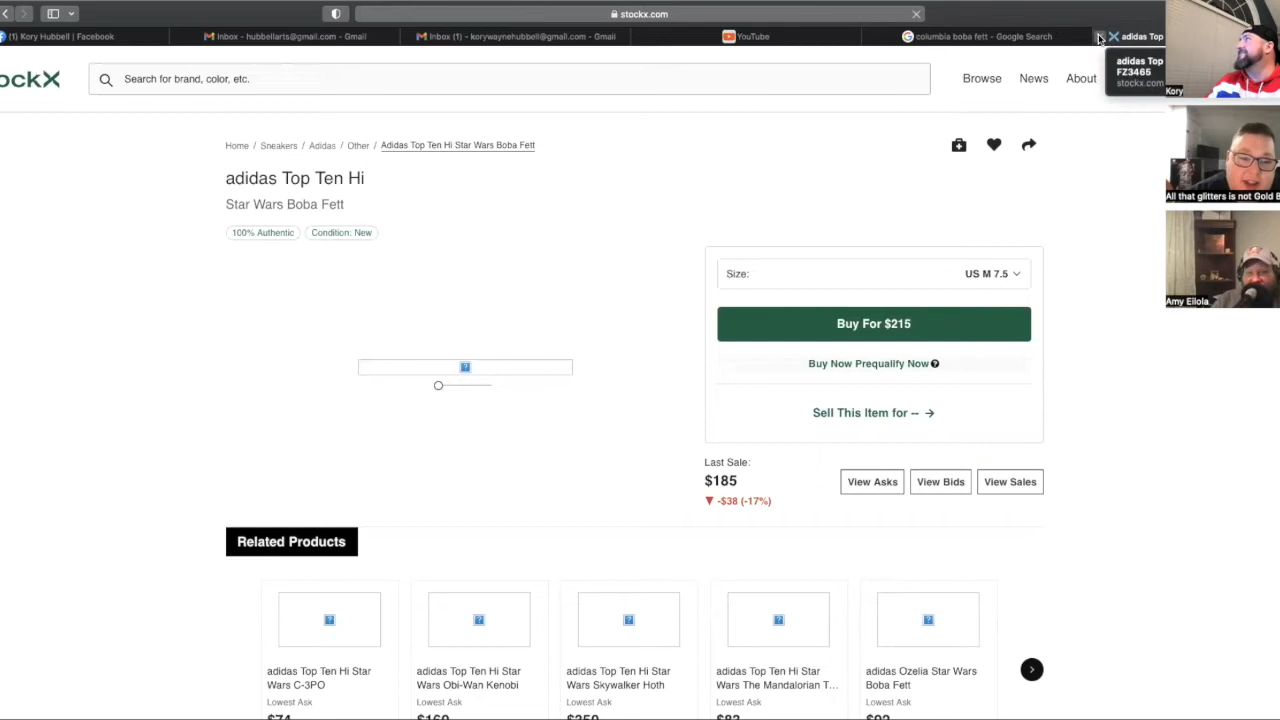 stockx.com
(1) Kory Hubbell | Facebook
Inbox - hubbellarts@gmail.com - Gmail
Inbox (1) - korywaynehubbell@gmail.com - Gmail
YouTube
columbia boba fett - Google Search
adidas Top
ockX
Search for brand, color, etc.
Browse
News
About
adidas Top
FZ3465
stockx.com
Kory
Home / Sneakers / Adidas / Other / Adidas Top Ten Hi Star Wars Boba Fett
adidas Top Ten Hi
Star Wars Boba Fett
100% Authentic
Condition: New
All that glitters is not Gold B
Size:
US M 7.5
Buy For $215
Amy Eilola
Buy Now Prequalify Now
Sell This Item for -- →
Last Sale:
$185
▼ -$38 (-17%)
View Asks
View Bids
View Sales
Related Products
adidas Top Ten Hi Star
Wars C-3PO
Lowest Ask
$74
adidas Top Ten Hi Star
Wars Obi-Wan Kenobi
Lowest Ask
$160
adidas Top Ten Hi Star
Wars Skywalker Hoth
Lowest Ask
$350
adidas Top Ten Hi Star
Wars The Mandalorian T...
Lowest Ask
adidas Ozelia Star Wars
Boba Fett
Lowest Ask